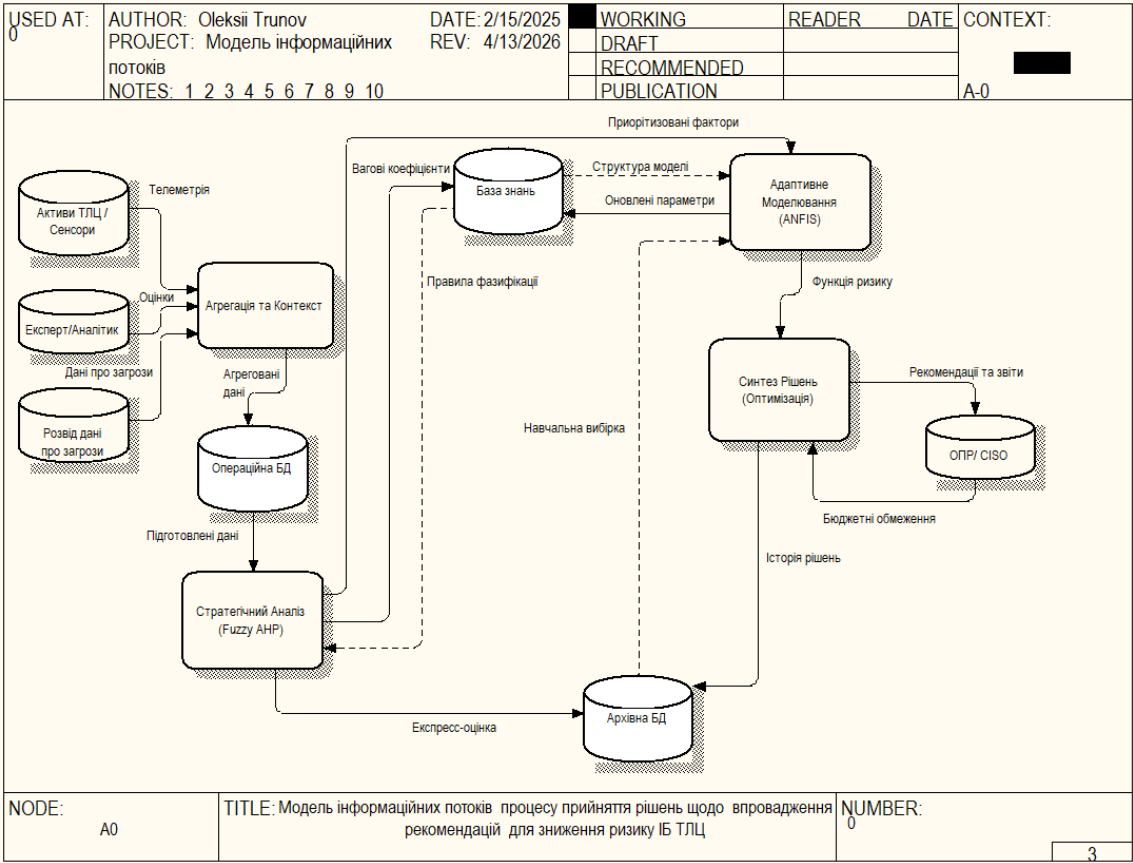 USED AT:
0
AUTHOR: Oleksii Trunov
DATE: 2/15/2025
PROJECT: Модель інформаційних
потоків
REV: 4/13/2026
NOTES: 1 2 3 4 5 6 7 8 9 10
WORKING
DRAFT
RECOMMENDED
PUBLICATION
READER
DATE
CONTEXT:
A-0
Приорітизовані фактори
Вагові коефіцієнти
База знань
Структура моделі
Оновлені параметри
Адаптивне
Моделювання
(ANFIS)
Телеметрія
Активи ТЛЦ /
Сенсори
Оцінки
Експерт/Аналітик
Агрегація та Контекст
Правила фазифікації
Функція ризику
Дані про загрози
Розвід дані
про загрози
Агреговані
дані
Синтез Рішень
(Оптимізація)
Рекомендації та звіти
Навчальна вибірка
ОПР/ CISO
Операційна БД
Бюджетні обмеження
Підготовлені дані
Історія рішень
Стратегічний Аналіз
(Fuzzy AHP)
Експресс-оцінка
Архівна БД
NODE:
A0
TITLE: Модель інформаційних потоків процесу прийняття рішень щодо впровадження
рекомендацій для зниження ризику ІБ ТЛЦ
NUMBER:
0
3